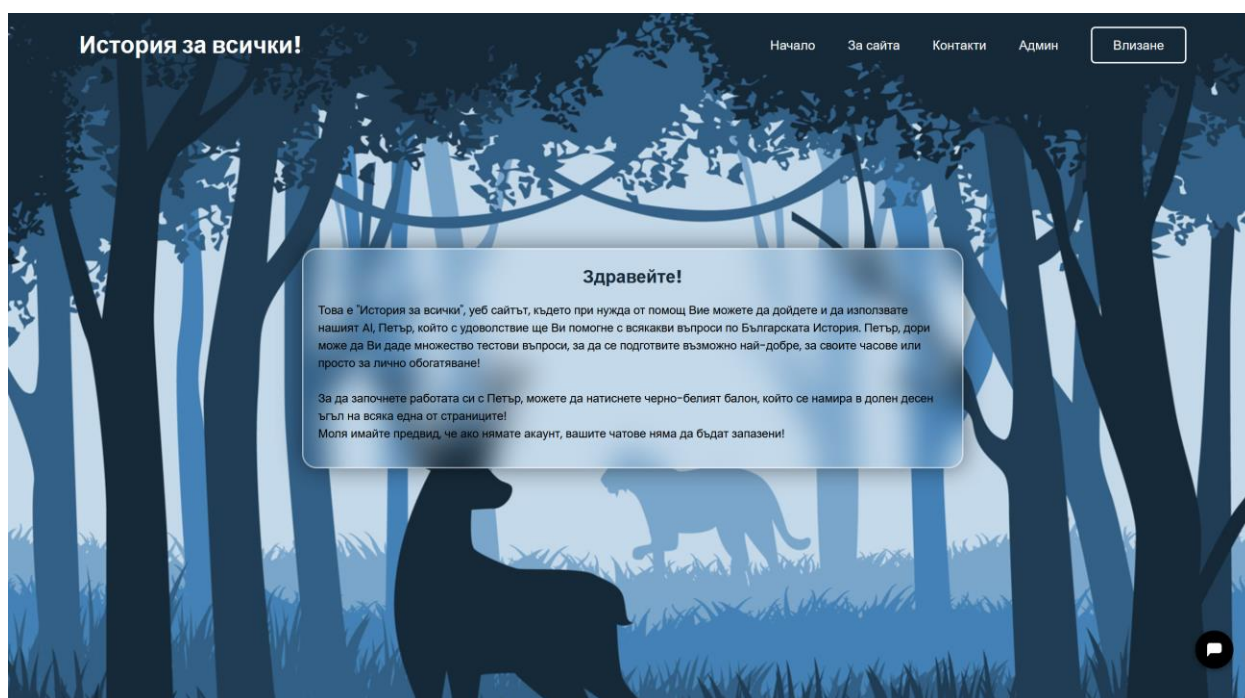 История за всички!
Начало За сайта Контакти Админ Влизане
Здравейте!
Това е "История за всички", уеб сайтът, където при нужда от помощ Вие можете да дойдете и да използвате
нашият AI, Петър, който с удоволствие ще Ви помогне с всякакви въпроси по Българската История. Петър, дори
може да Ви даде множество тестови въпроси, за да се подготвите възможно най-добре, за своите часове или
просто за лично обогатяване!
За да започнете работата си с Петър, можете да натиснете черно-белият балон, който се намира в долен десен
ъгъл на всяка една от страниците!
Моля имайте предвид, че ако нямате акаунт, вашите чатове няма да бъдат запазени!